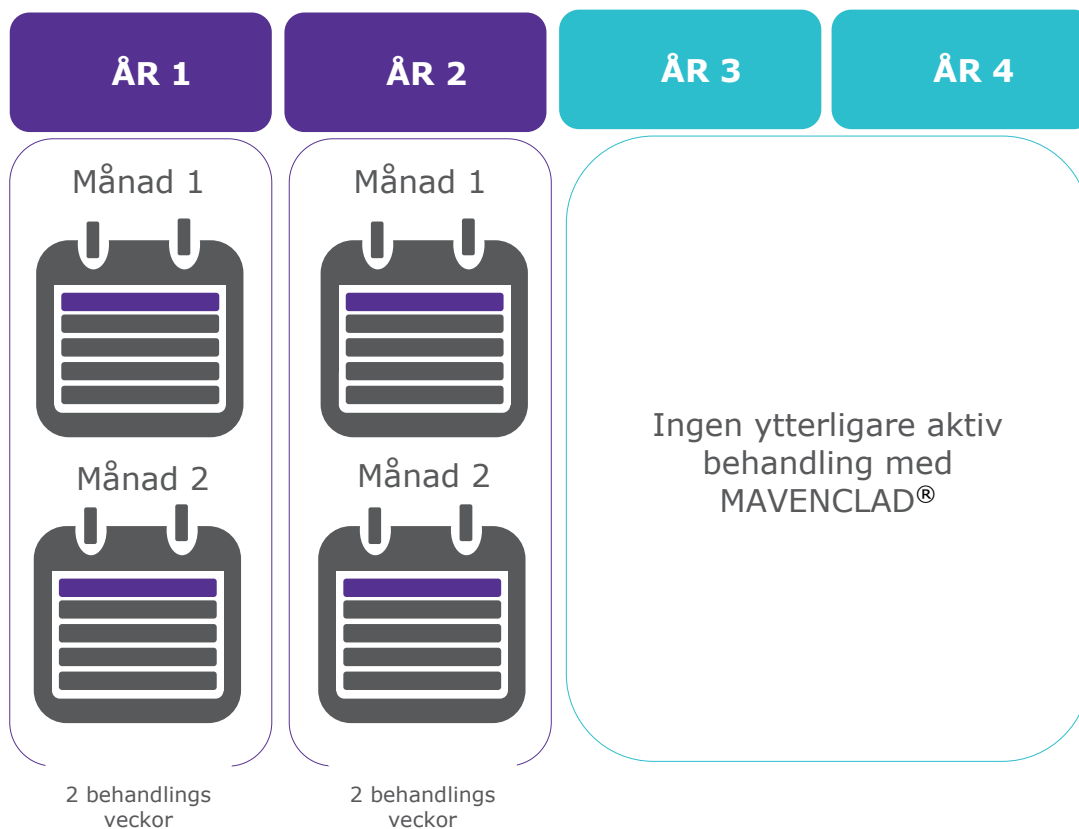 ÅR 1
ÅR 2
ÅR 3
ÅR 4
Månad 1
Månad 2
2 behandlings
veckor
Månad 1
Månad 2
2 behandlings
veckor
Ingen ytterligare aktiv
behandling med
MAVENCLAD®